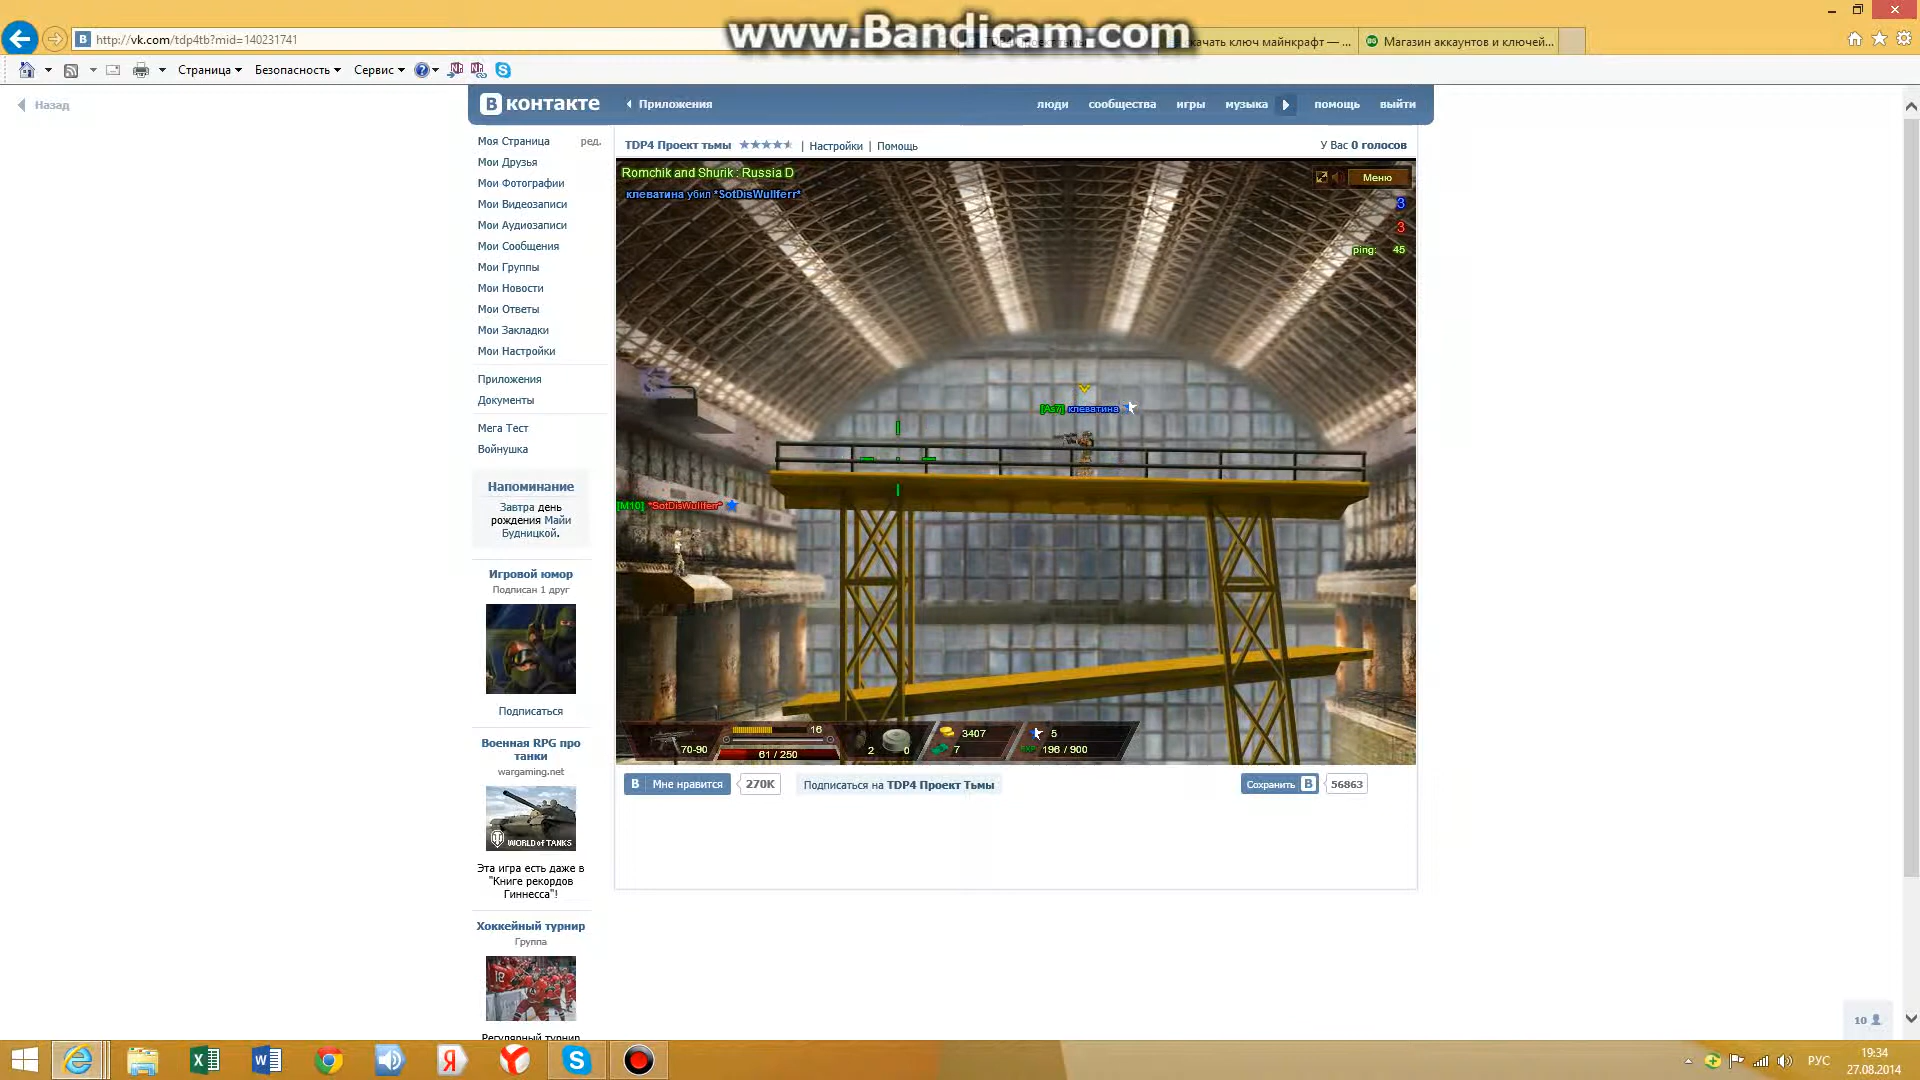 www.Bandicam.com
http://vk.com/tdp4tb?mid=140231741
скачать ключ майнкрафт — ...
Магазин аккаунтов и ключей...
Страница
Безопасность
Сервис
Назад
В контакте
Приложения
люди
сообщества
игры
музыка
помощь
выйти
Моя Страница
ред.
Мои Друзья
Мои Фотографии
Мои Видеозаписи
Мои Аудиозаписи
Мои Сообщения
Мои Группы
Мои Новости
Мои Ответы
Мои Закладки
Мои Настройки
Приложения
Документы
Мега Тест
Войнушка
Напоминание
Завтра день
рождения Майи
Будницкой.
Игровой юмор
Подписан 1 друг
Подписаться
Военная RPG про
танки
wargaming.net
WORLD of TANKS
Эта игра есть даже в
"Книге рекордов
Гиннесса"!
Хоккейный турнир
Группа
Регулярный турнир
TDP4 Проект тьмы
| Настройки | Помощь
У Вас 0 голосов
Romchik and Shurik : Russia D
клеватина убил *SotDisWullferr*
Меню
3
3
ping: 45
[As7] клеватина
[M10] *SotDisWullferr*
70-90
16
61 / 250
2
0
3407
7
5
196 / 900
В Мне нравится
270K
Подписаться на TDP4 Проект Тьмы
Сохранить В
56863
10
РУС
19:34
27.08.2014